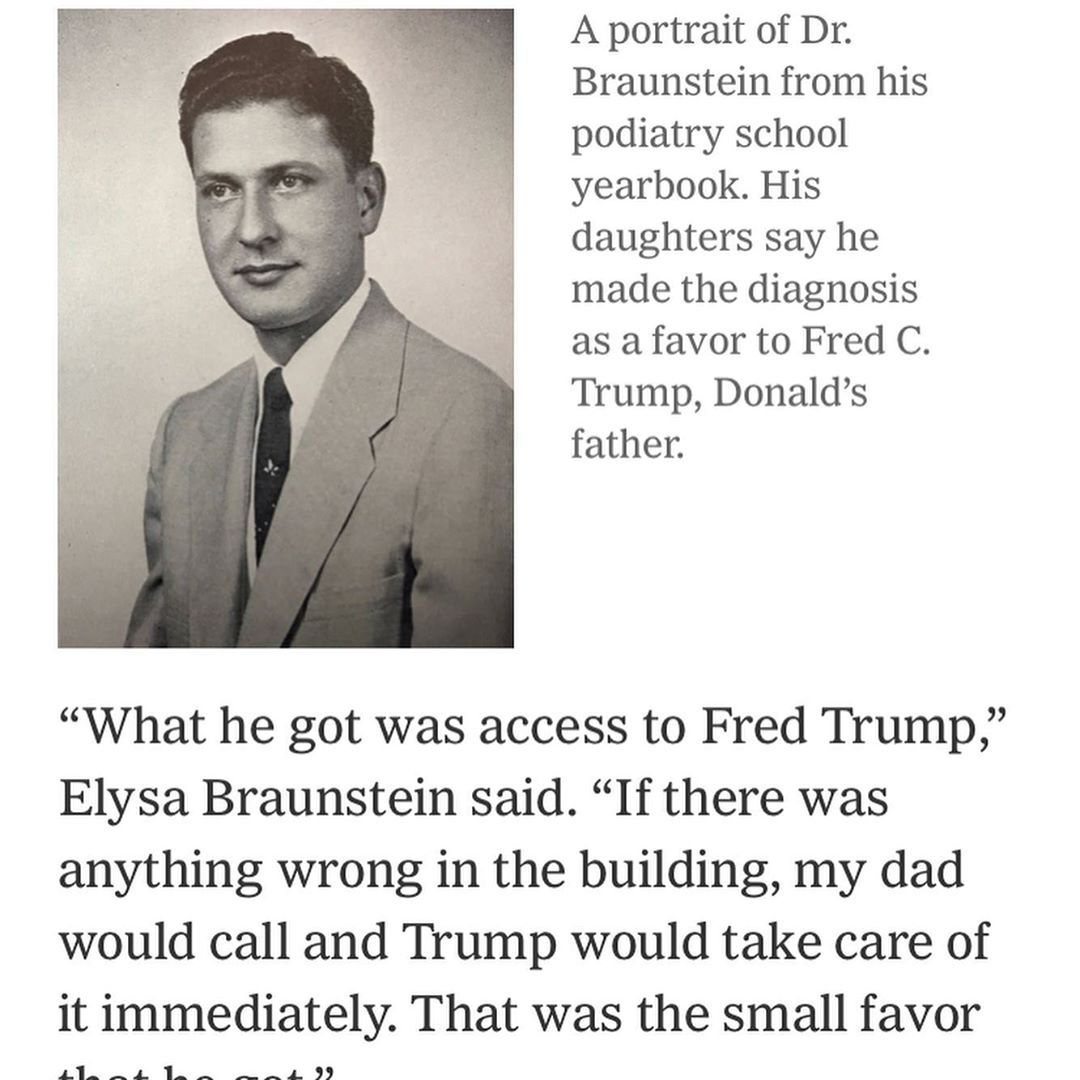 A portrait of Dr.
Braunstein from his
podiatry school
yearbook. His
daughters say he
made the diagnosis
as a favor to Fred C.
Trump, Donald’s
father.
“What he got was access to Fred Trump,”
Elysa Braunstein said. “If there was
anything wrong in the building, my dad
would call and Trump would take care of
it immediately. That was the small favor
that he got.”